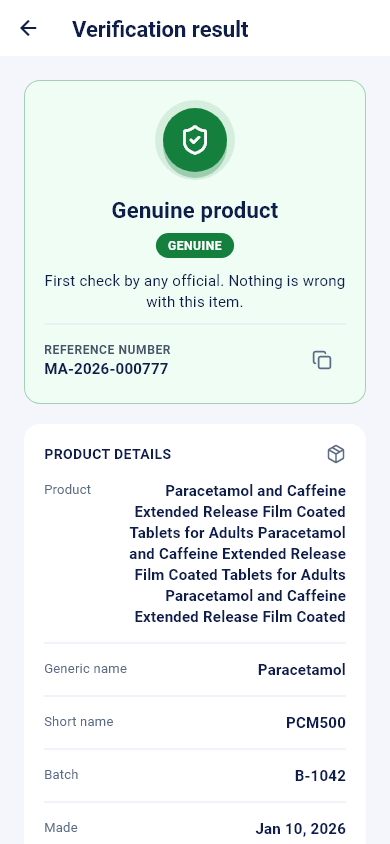 Verification result
Genuine product
GENUINE
First check by any official. Nothing is wrong
with this item.
REFERENCE NUMBER
MA-2026-000777
PRODUCT DETAILS
Product
Paracetamol and Caffeine
Extended Release Film Coated
Tablets for Adults Paracetamol
and Caffeine Extended Release
Film Coated Tablets for Adults
Paracetamol and Caffeine
Extended Release Film Coated
Generic name
Paracetamol
Short name
PCM500
Batch
B-1042
Made
Jan 10, 2026